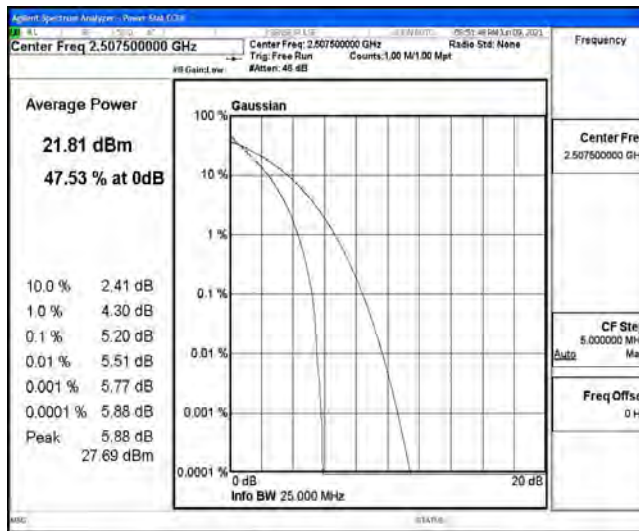 Agilent Spectrum Analyzer - Power Stat CCDF
Center Freq 2.507500000 GHz
Center Freq: 2.507500000 GHz
Radio Std: None
Trig: Free Run
Counts:1.00 M/1.00 Mpt
#IFGain:Low
#Atten: 46 dB
Frequency
Average Power
21.81 dBm
47.53 % at 0dB
10.0 % 2.41 dB
1.0 % 4.30 dB
0.1 % 5.20 dB
0.01 % 5.51 dB
0.001 % 5.77 dB
0.0001 % 5.88 dB
Peak 5.88 dB
27.69 dBm
Gaussian
100 %
10 %
1 %
0.1 %
0.01 %
0.001 %
0.0001 %
0 dB
20 dB
Info BW 25.000 MHz
Center Fre
2.507500000 GH
CF Ste
5.000000 MH
Auto Ma
Freq Offse
0 H
MSG
STATUS